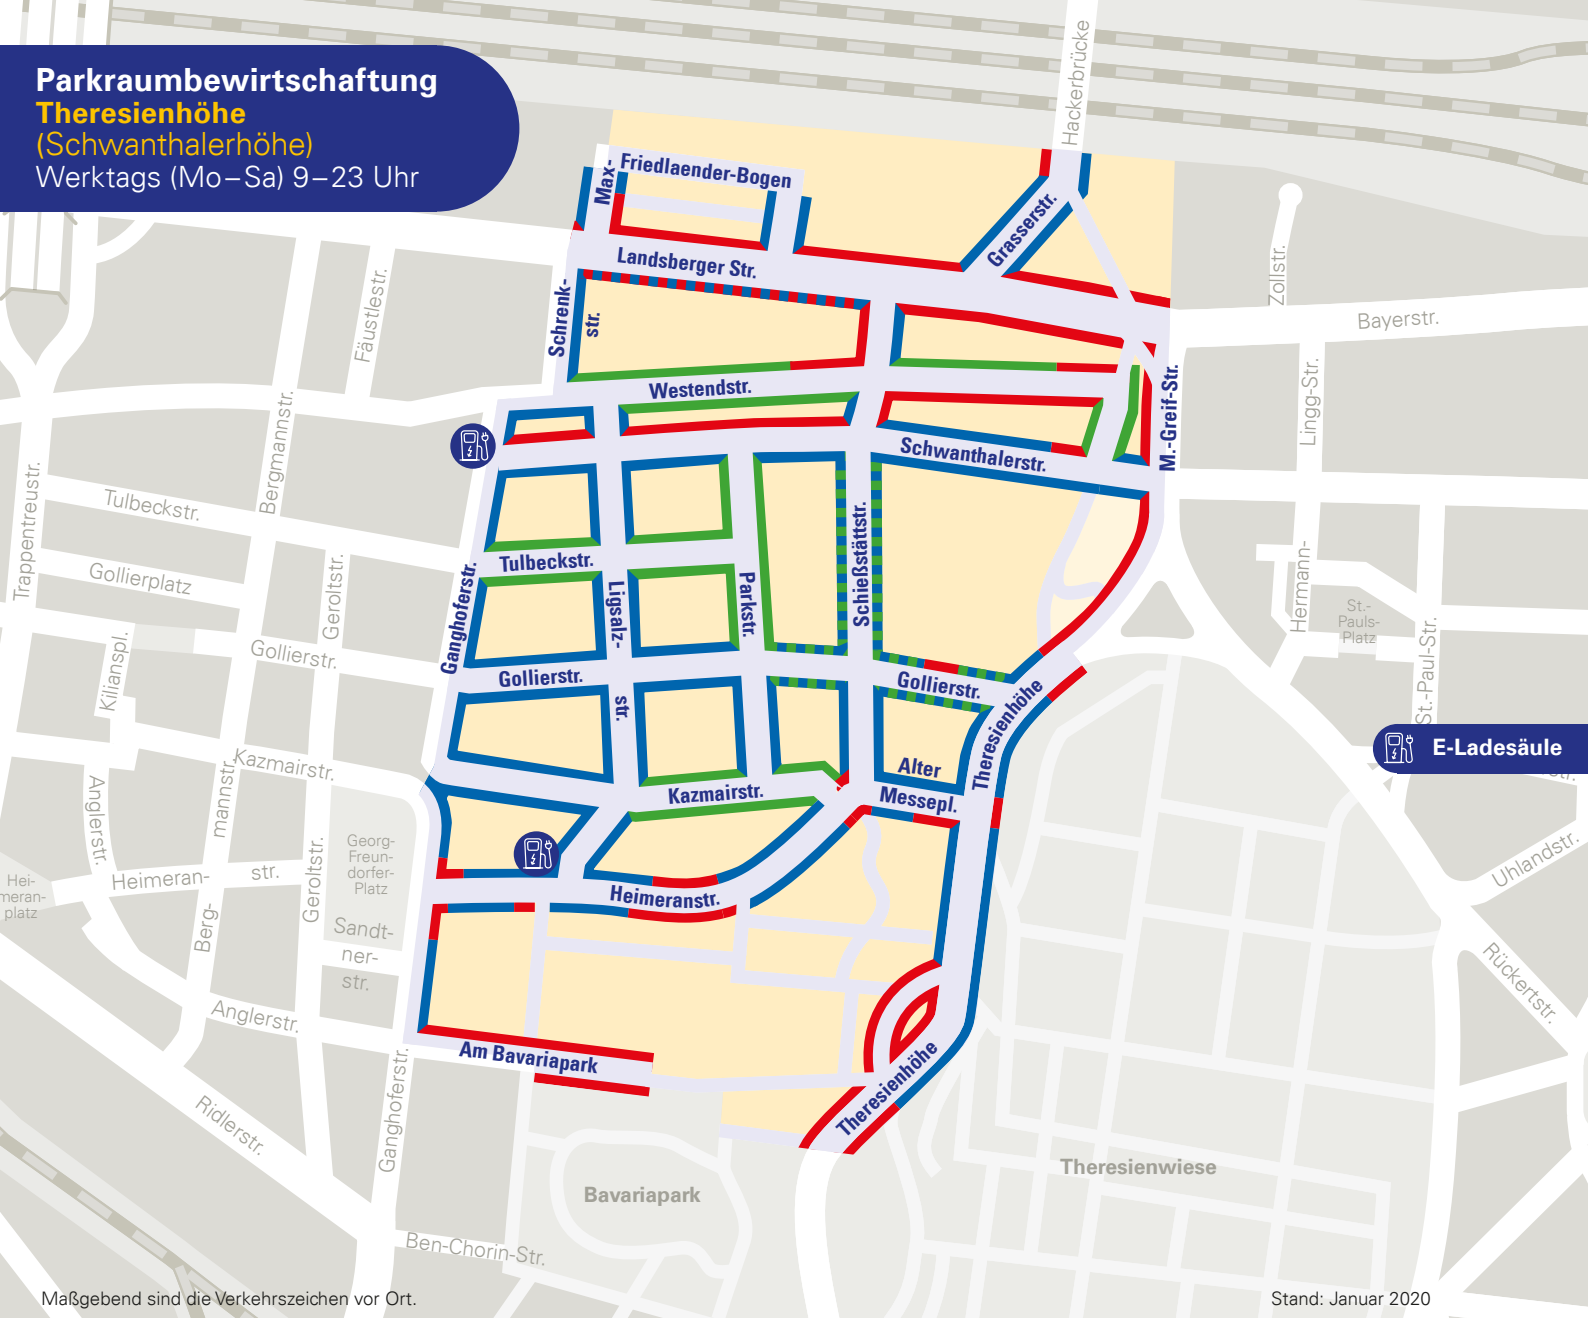 Parkraumbewirtschaftung
Theresienhöhe
(Schwanthalerhöhe)
Werktags (Mo–Sa) 9–23 Uhr
Hackerbrücke
Max-
Friedlaender-Bogen
Grasserstr.
Landsberger Str.
Zollstr.
Bayerstr.
Fäustlestr.
Schrenk-
str.
Westendstr.
M.-Greif-Str.
Lingg-Str.
Bergmannstr.
Schwanthalerstr.
Trappentreustr.
Tulbeckstr.
Gollierplatz
Geroltstr.
Ganghoferstr.
Tulbeckstr.
Ligsalz-
str.
Parkstr.
Schießstättstr.
Hermann-
St.-
Pauls-
Platz
St.-Paul-Str.
Kilianspl.
Gollierstr.
Gollierstr.
Gollierstr.
Theresienhöhe
E-Ladesäule
str.
Kazmairstr.
Kazmairstr.
Alter
Messepl.
Anglerstr.
mannstr.
Berg-
Geroltstr.
Georg-
Freun-
dorfer-
Platz
Hei-
meran-
platz
Heimeran-
str.
Heimeranstr.
Uhlandstr.
Sandt-
ner-
str.
Rückertstr.
Anglerstr.
Am Bavariapark
Theresienhöhe
Ridlerstr.
Ganghoferstr.
Theresienwiese
Bavariapark
Ben-Chorin-Str.
Maßgebend sind die Verkehrszeichen vor Ort.
Stand: Januar 2020